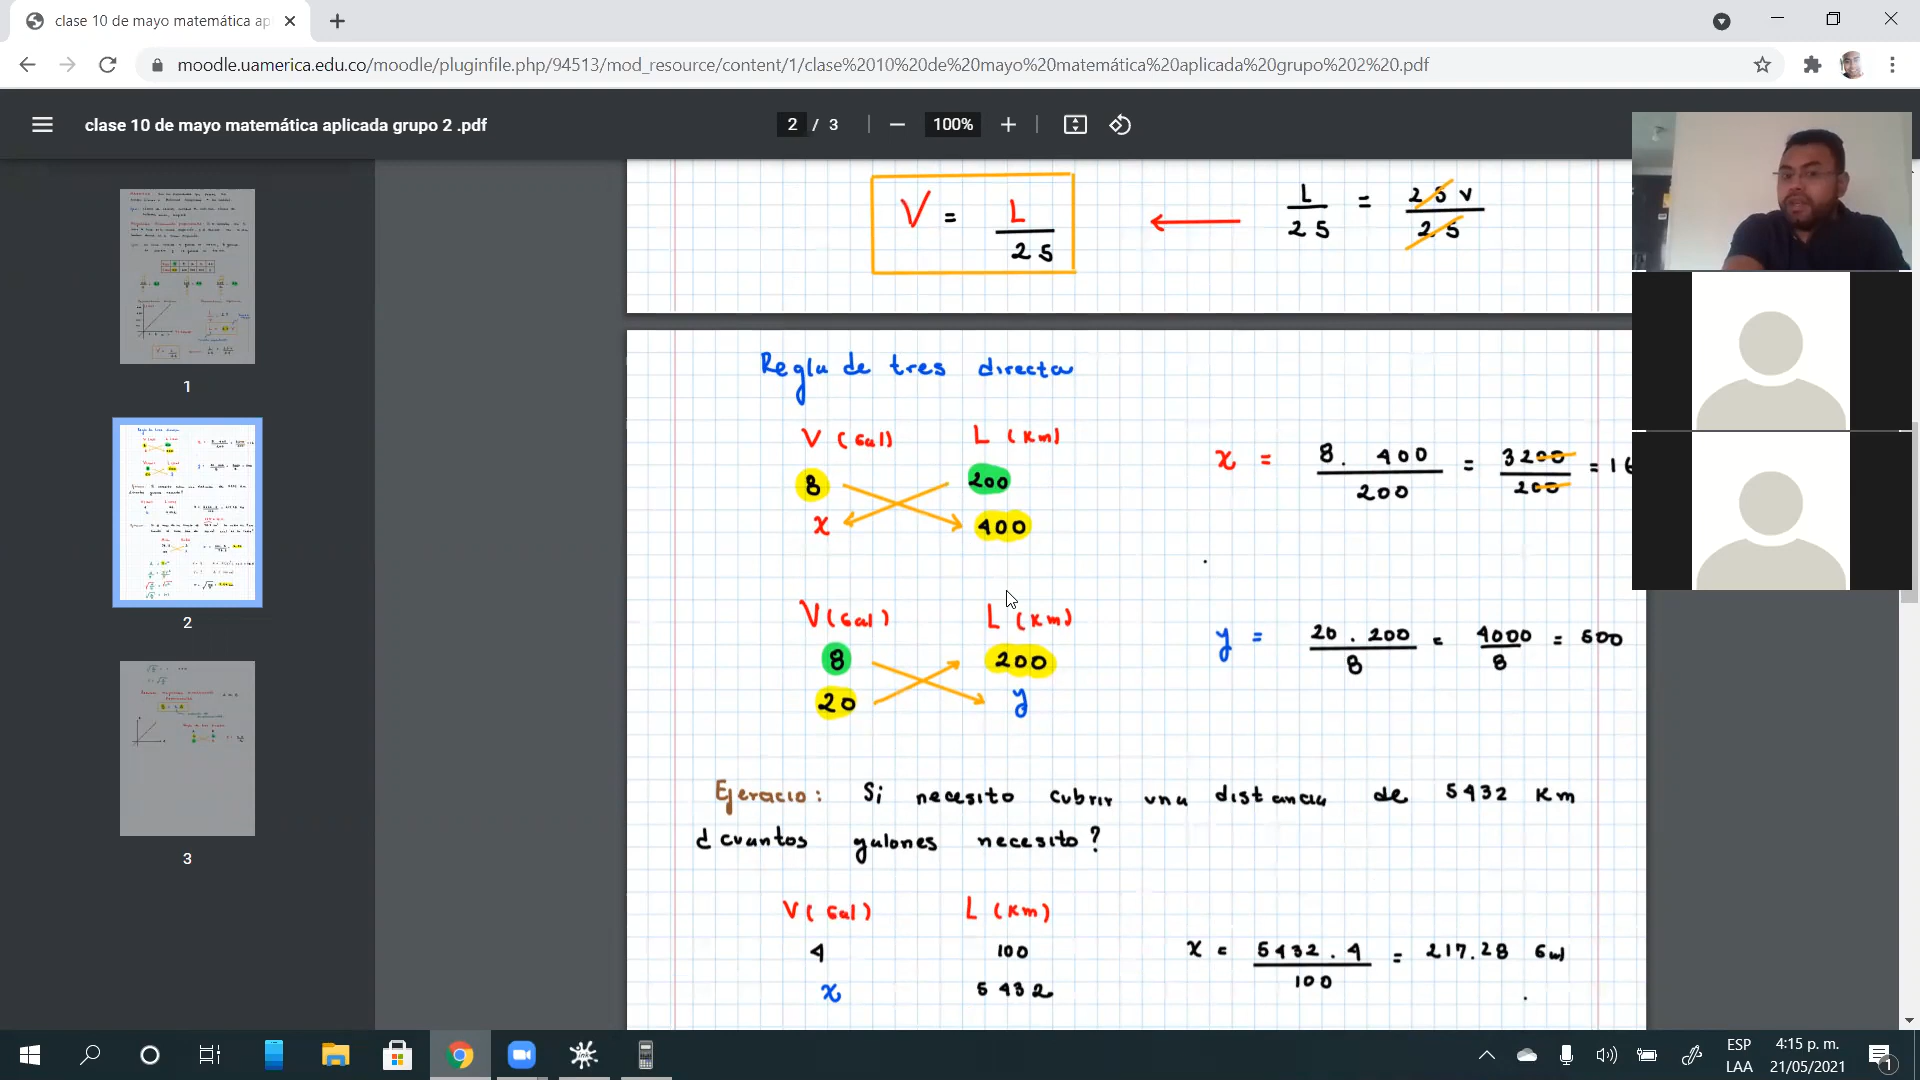 clase 10 de mayo matemática ap
moodle.uamerica.edu.co/moodle/pluginfile.php/94513/mod_resource/content/1/clase%2010%20de%20mayo%20matemática%20aplicada%20grupo%202%20.pdf
clase 10 de mayo matemática aplicada grupo 2 .pdf
2 / 3
100%
1
2
3
V = L / 25
L / 25 = 25 V / 25
Regla de tres directa
V (Gal) L (Km)
8 200
x 400
x = 8. 400 / 200 = 3200 / 200 = 16
V (Gal) L (Km)
8 200
20 y
y = 20 . 200 / 8 = 4000 / 8 = 500
Ejercicio: Si necesito cubrir una distancia de 5432 Km
¿cuantos galones necesito?
V (Gal) L (Km)
4 100
x 5432
x = 5432 . 4 / 100 = 217.28 Gal
ESP
LAA
4:15 p. m.
21/05/2021
1